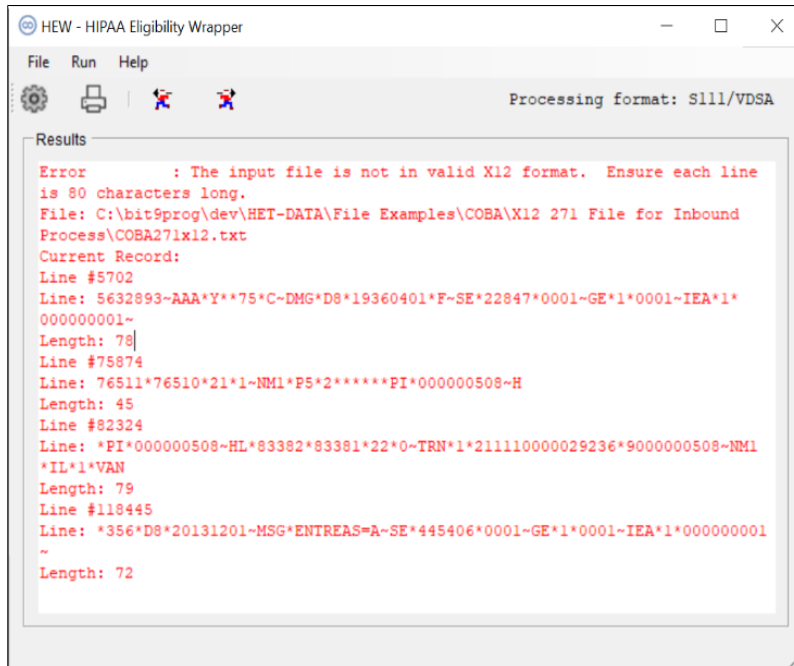 HEW - HIPAA Eligibility Wrapper
File Run Help
Processing format: S111/VDSA
Results
Error          : The input file is not in valid X12 format.  Ensure each line
is 80 characters long.
File: C:\bit9prog\dev\HET-DATA\File Examples\COBA\X12 271 File for Inbound
Process\COBA271x12.txt
Current Record:
Line #5702
Line: 5632893~AAA*Y**75*C~DMG*D8*19360401*F~SE*22847*0001~GE*1*0001~IEA*1*
000000001~
Length: 78
Line #75874
Line: 76511*76510*21*1~NM1*P5*2******PI*000000508~H
Length: 45
Line #82324
Line: *PI*000000508~HL*83382*83381*22*0~TRN*1*211110000029236*9000000508~NM1
*IL*1*VAN
Length: 79
Line #118445
Line: *356*D8*20131201~MSG*ENTREAS=A~SE*445406*0001~GE*1*0001~IEA*1*000000001
~
Length: 72